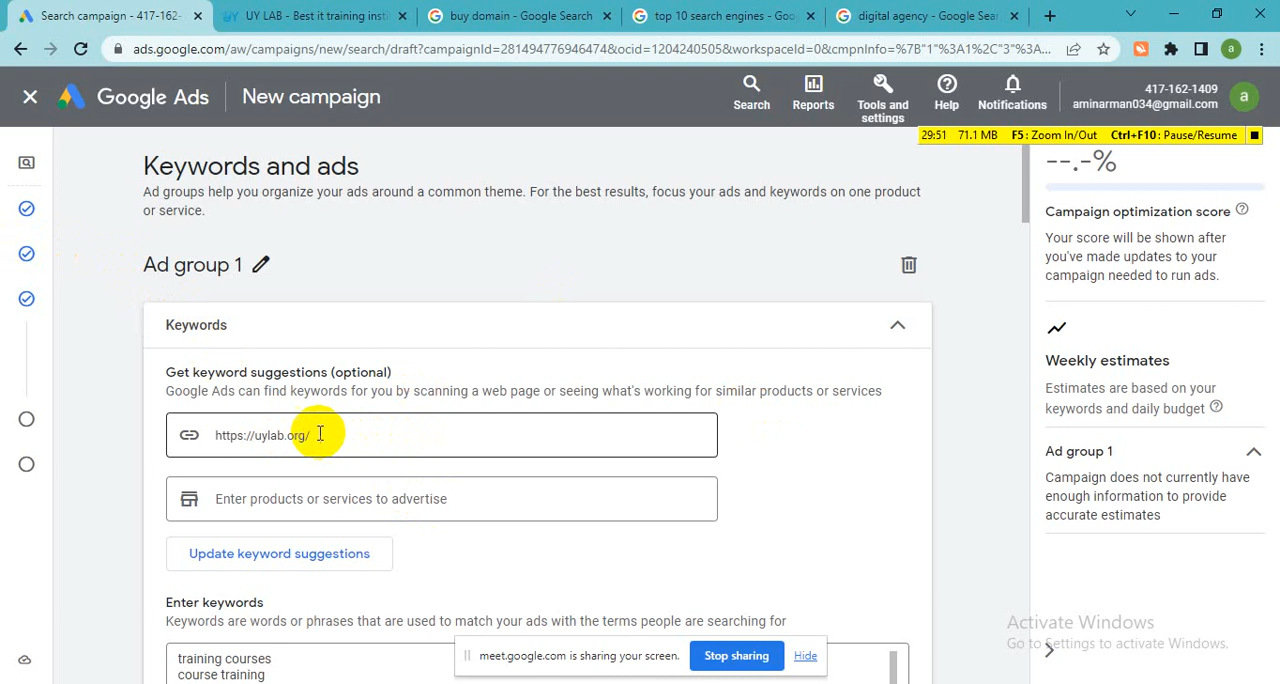 Search campaign - 417-162-
UY LAB - Best it training insti
buy domain - Google Search
top 10 search engines - Goo
digital agency - Google Sear
ads.google.com/aw/campaigns/new/search/draft?campaignId=281494776946474&ocid=1204240505&workspaceId=0&cmpnInfo=%7B"1"%3A1%2C"3"%3A...
a
Google Ads
New campaign
Search
Reports
Tools and settings
Help
Notifications
417-162-1409
aminarman034@gmail.com
a
29:51 71.1 MB F5: Zoom In/Out Ctrl+F10: Pause/Resume
Keywords and ads
Ad groups help you organize your ads around a common theme. For the best results, focus your ads and keywords on one product
or service.
Ad group 1
Keywords
Get keyword suggestions (optional)
Google Ads can find keywords for you by scanning a web page or seeing what's working for similar products or services
https://uylab.org/
Enter products or services to advertise
Update keyword suggestions
Enter keywords
Keywords are words or phrases that are used to match your ads with the terms people are searching for
training courses
course training
meet.google.com is sharing your screen.
Stop sharing
Hide
--.-%
Campaign optimization score
Your score will be shown after
you've made updates to your
campaign needed to run ads.
Weekly estimates
Estimates are based on your
keywords and daily budget
Ad group 1
Campaign does not currently have
enough information to provide
accurate estimates
Activate Windows
Go to Settings to activate Windows.